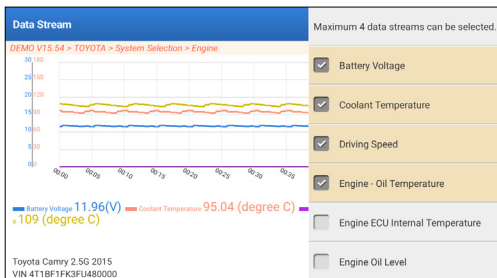 Data Stream
Maximum 4 data streams can be selected.
DEMO V15.54 > TOYOTA > System Selection > Engine
30 180
25 150
20 120
15 90
10 60
5 30
0 0
00:00 00:05 00:10 00:15 00:20 00:25 00:30 00:35
Battery Voltage 11.96(V) Coolant Temperature 95.04 (degree C)
e 109 (degree C)
Toyota Camry 2.5G 2015
VIN 4T1BF1FK3FU480000
Battery Voltage
Coolant Temperature
Driving Speed
Engine - Oil Temperature
Engine ECU Internal Temperature
Engine Oil Level